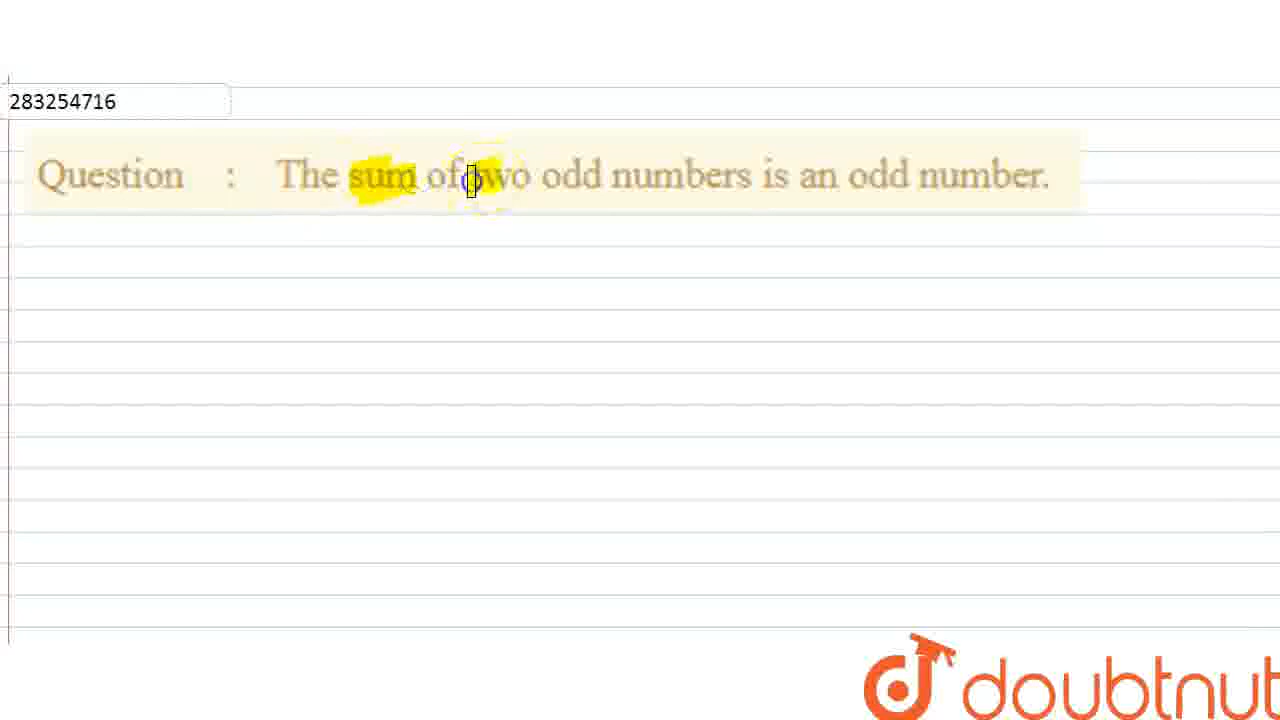 283254716
Question : The sum of two odd numbers is an odd number.
doubtnut